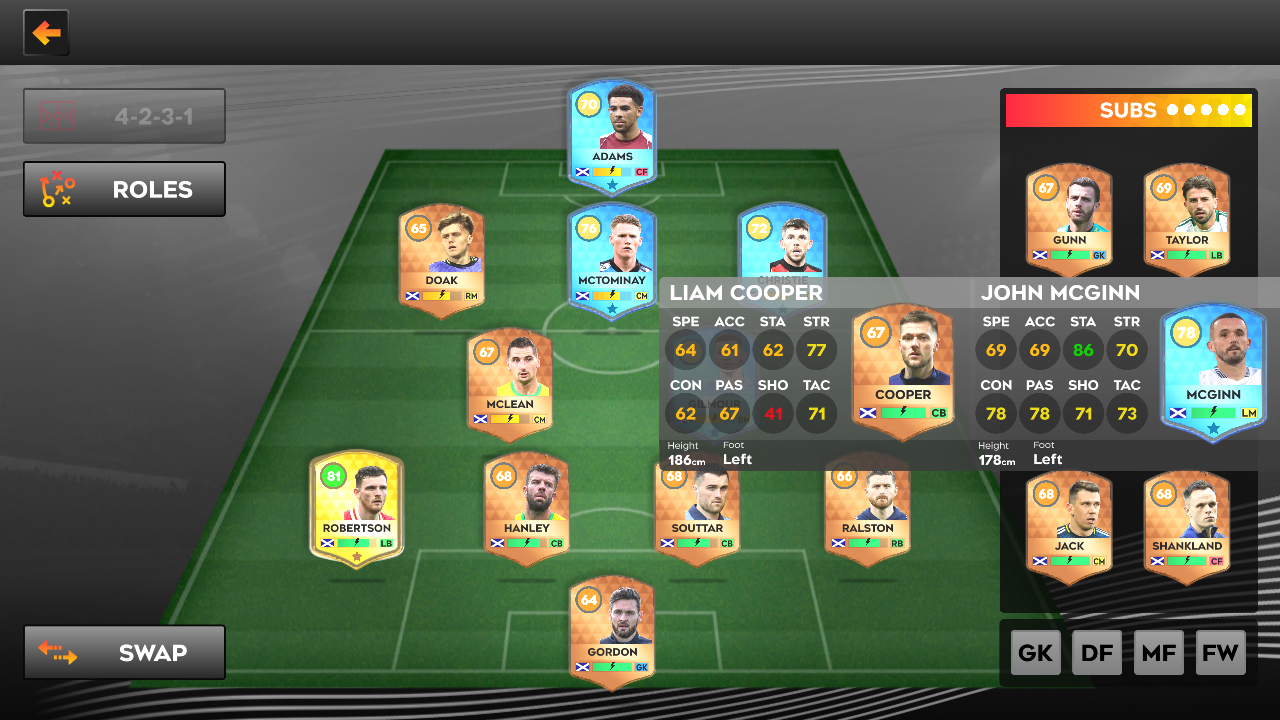 4-2-3-1
ROLES
SWAP
70
ADAMS
CF
65
DOAK
RM
76
MCTOMINAY
CM
72
CHRISTIE
67
MCLEAN
CM
GILMOUR
81
ROBERTSON
LB
68
HANLEY
CB
68
SOUTTAR
CB
66
RALSTON
RB
64
GORDON
GK
LIAM COOPER
SPE ACC STA STR
64 61 62 77
CON PAS SHO TAC
62 67 41 71
Height Foot
186cm Left
67
COOPER
CB
JOHN MCGINN
SPE ACC STA STR
69 69 86 70
CON PAS SHO TAC
78 78 71 73
Height Foot
178cm Left
78
MCGINN
LM
SUBS
67
GUNN
GK
69
TAYLOR
LB
68
JACK
CM
68
SHANKLAND
CF
GK DF MF FW